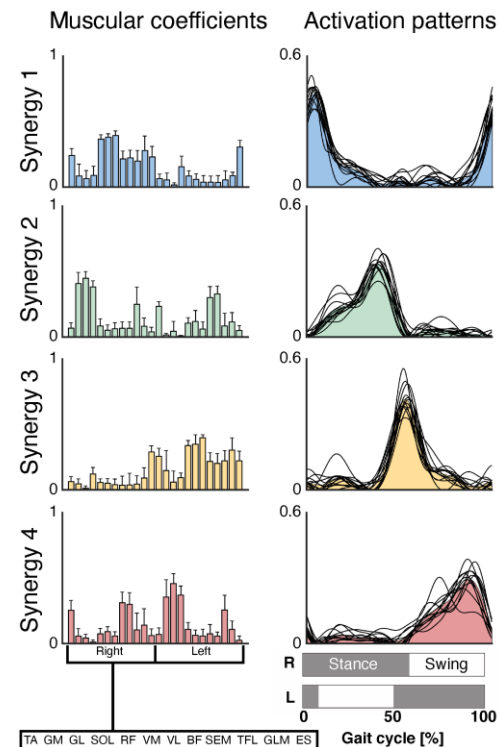 Muscular coefficients
Activation patterns
Synergy 1
1
0
0.6
0
Synergy 2
1
0
0.6
0
Synergy 3
1
0
0.6
0
Synergy 4
1
0
0.6
0
Right
Left
R
Stance
Swing
L
0
50
100
TA GM GL SOL RF VM VL BF SEM TFL GLM ES
Gait cycle [%]